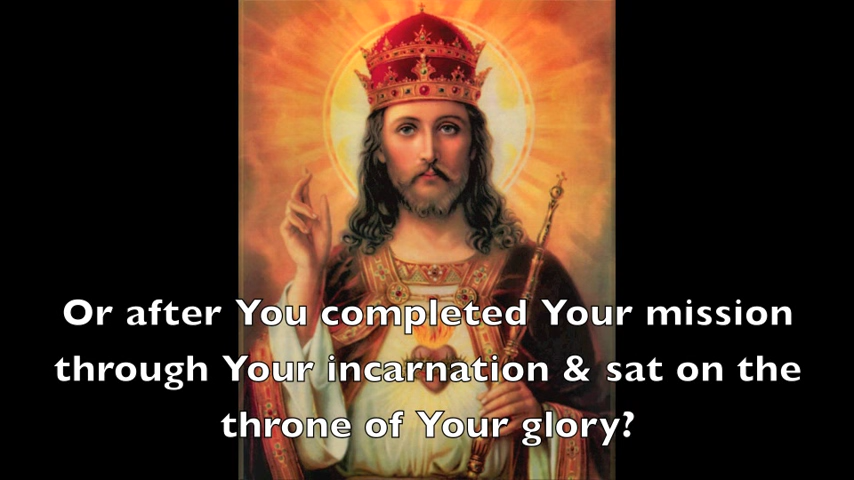 Or after You completed Your mission
through Your incarnation & sat on the
throne of Your glory?